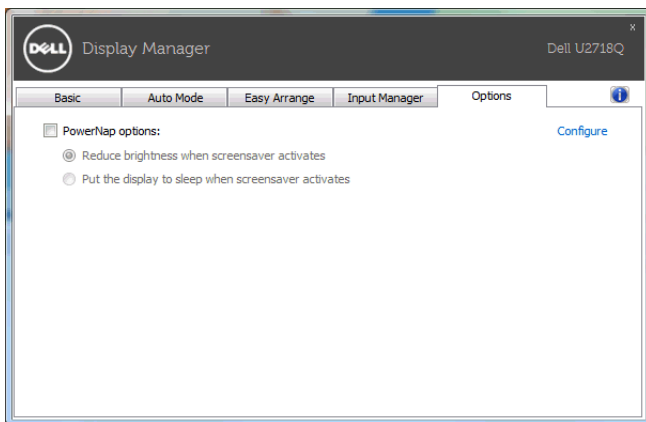 DELL Display Manager
x
Dell U2718Q
Basic Auto Mode Easy Arrange Input Manager Options i
PowerNap options: Configure
Reduce brightness when screensaver activates
Put the display to sleep when screensaver activates